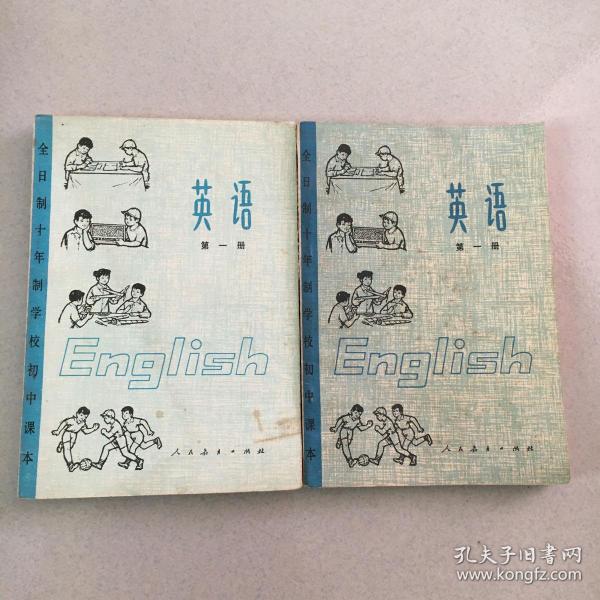 全日制十年制学校初中课本
英语
第一册
English
人民教育出版社
全日制十年制学校初中课本
英语
第一册
English
人民教育出版社
孔夫子旧书网
www.kongfz.com